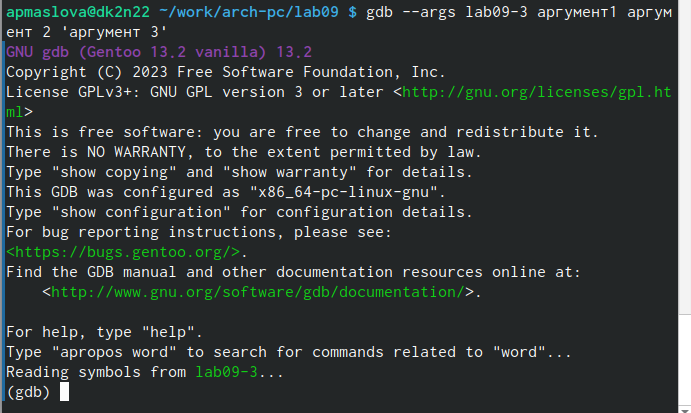 apmaslova@dk2n22 ~/work/arch-pc/lab09 $ gdb --args lab09-3 аргумент1 аргум
ент 2 'аргумент 3'
GNU gdb (Gentoo 13.2 vanilla) 13.2
Copyright (C) 2023 Free Software Foundation, Inc.
License GPLv3+: GNU GPL version 3 or later <http://gnu.org/licenses/gpl.ht
ml>
This is free software: you are free to change and redistribute it.
There is NO WARRANTY, to the extent permitted by law.
Type "show copying" and "show warranty" for details.
This GDB was configured as "x86_64-pc-linux-gnu".
Type "show configuration" for configuration details.
For bug reporting instructions, please see:
<https://bugs.gentoo.org/>.
Find the GDB manual and other documentation resources online at:
    <http://www.gnu.org/software/gdb/documentation/>.

For help, type "help".
Type "apropos word" to search for commands related to "word"...
Reading symbols from lab09-3...
(gdb)